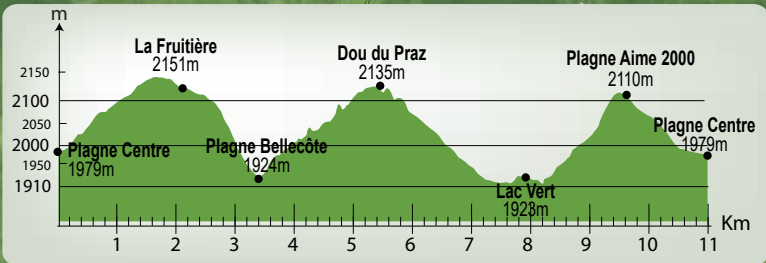 m
La Fruitière
2151m
Dou du Praz
2135m
Plagne Aime 2000
2110m
2150
2100
2050
2000
1950
1910
Plagne Centre
1979m
Plagne Bellecôte
1924m
Lac Vert
1923m
Plagne Centre
1979m
Km
1 2 3 4 5 6 7 8 9 10 11